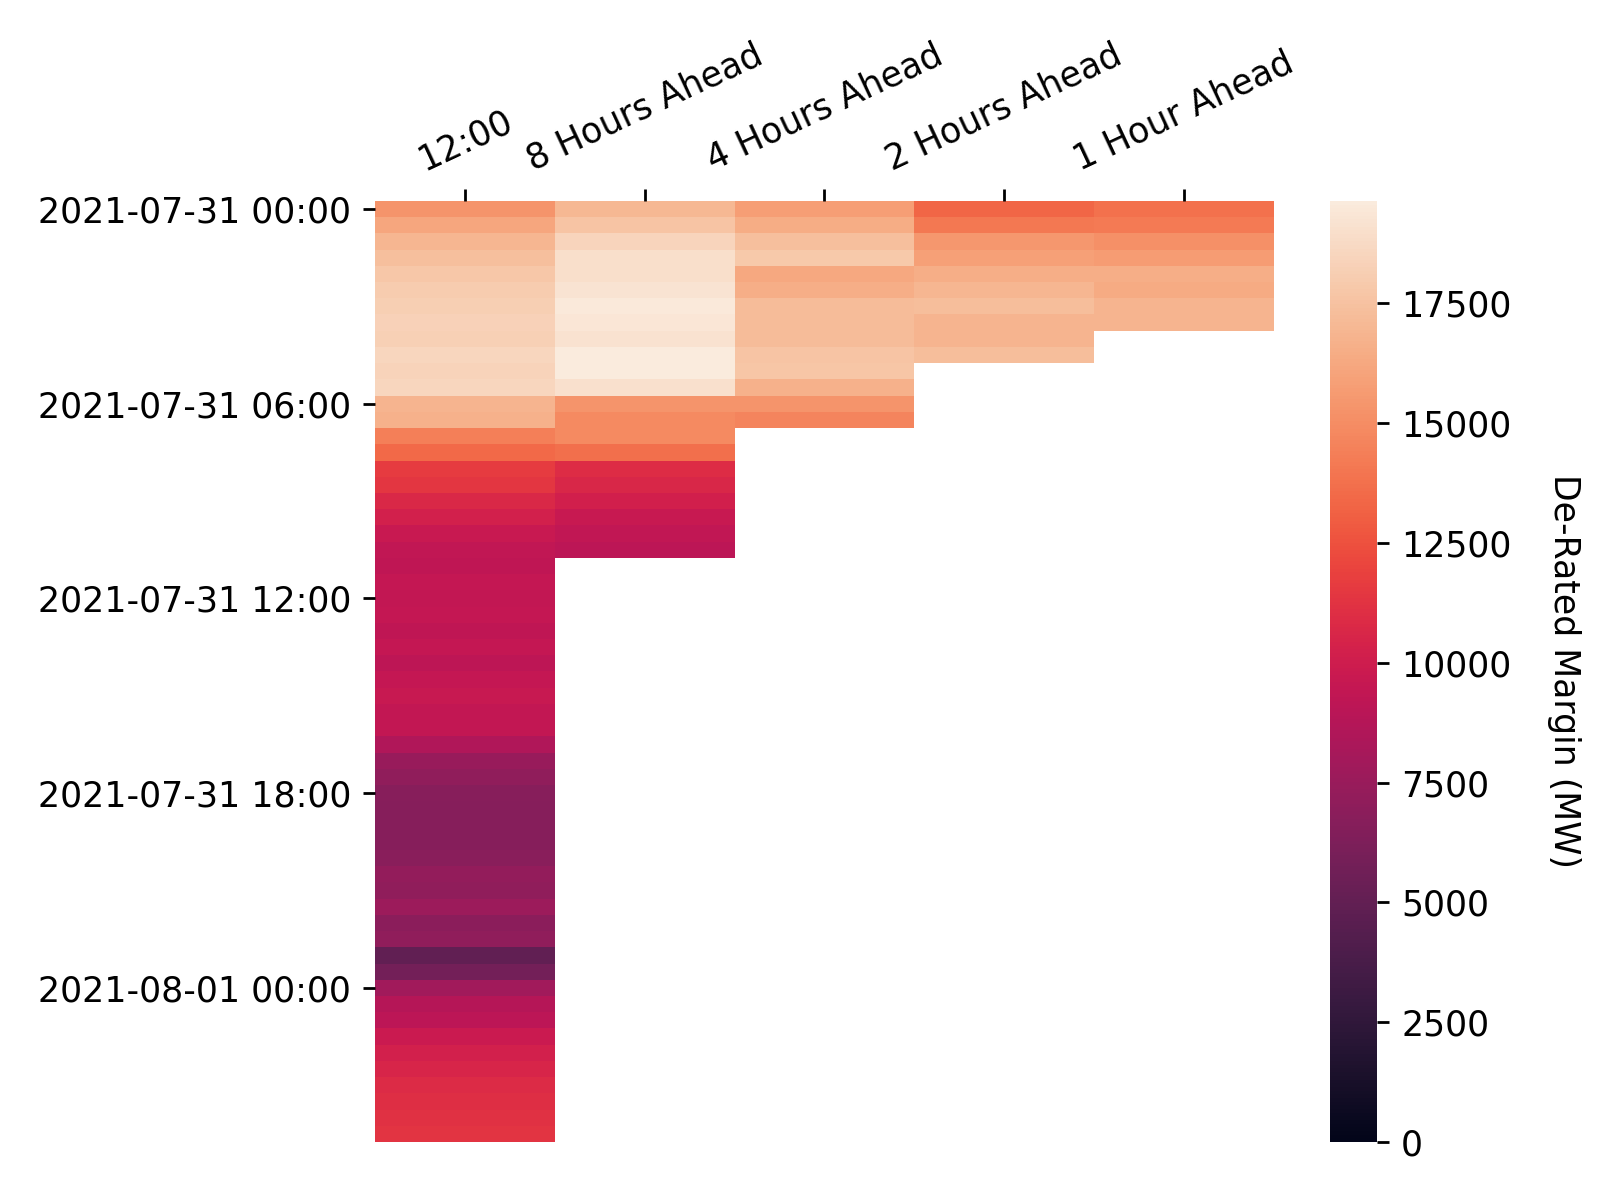 12:00
8 Hours Ahead
4 Hours Ahead
2 Hours Ahead
1 Hour Ahead
2021-07-31 00:00
2021-07-31 06:00
2021-07-31 12:00
2021-07-31 18:00
2021-08-01 00:00
17500
15000
12500
10000
7500
5000
2500
0
De-Rated Margin (MW)